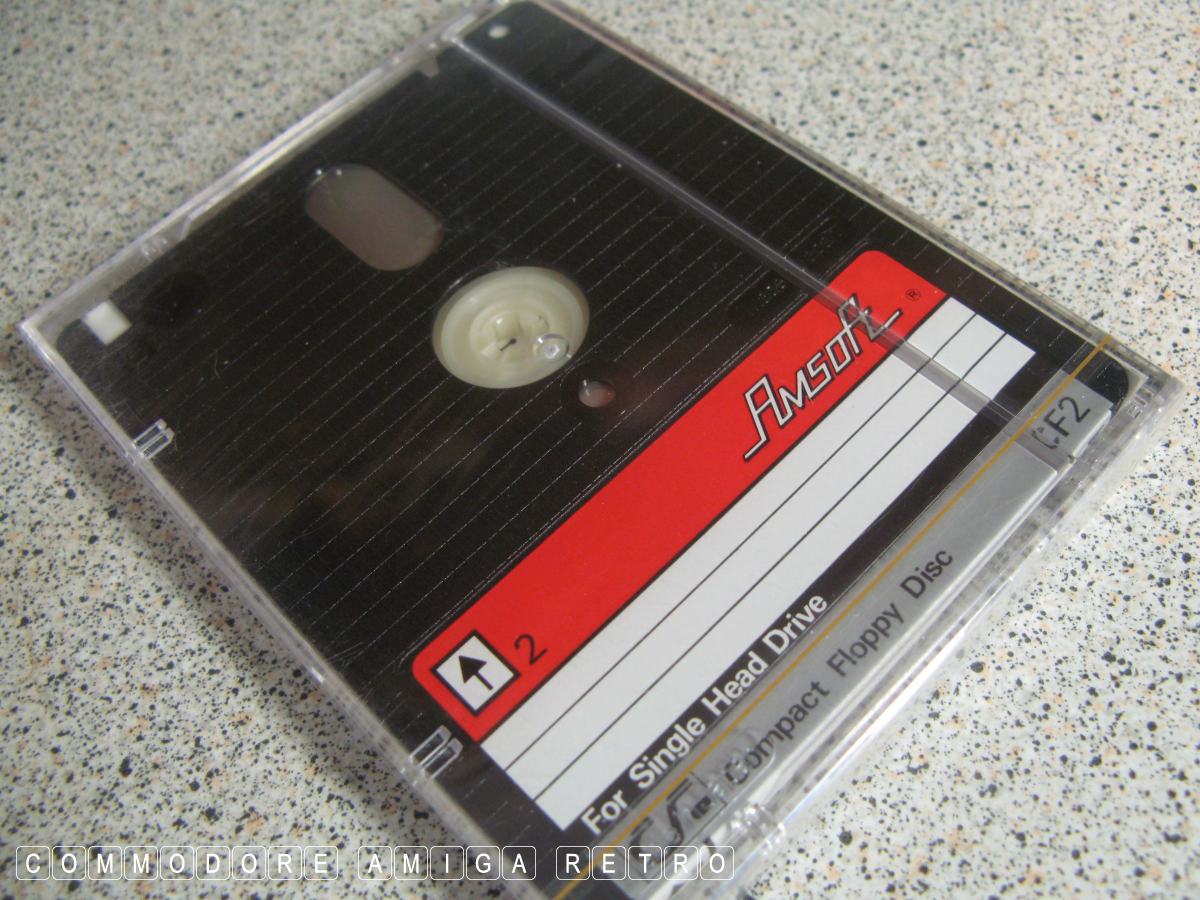 Amsoft®
2
For Single Head Drive
CF2
Compact Floppy Disc
COMMODORE AMIGA RETRO